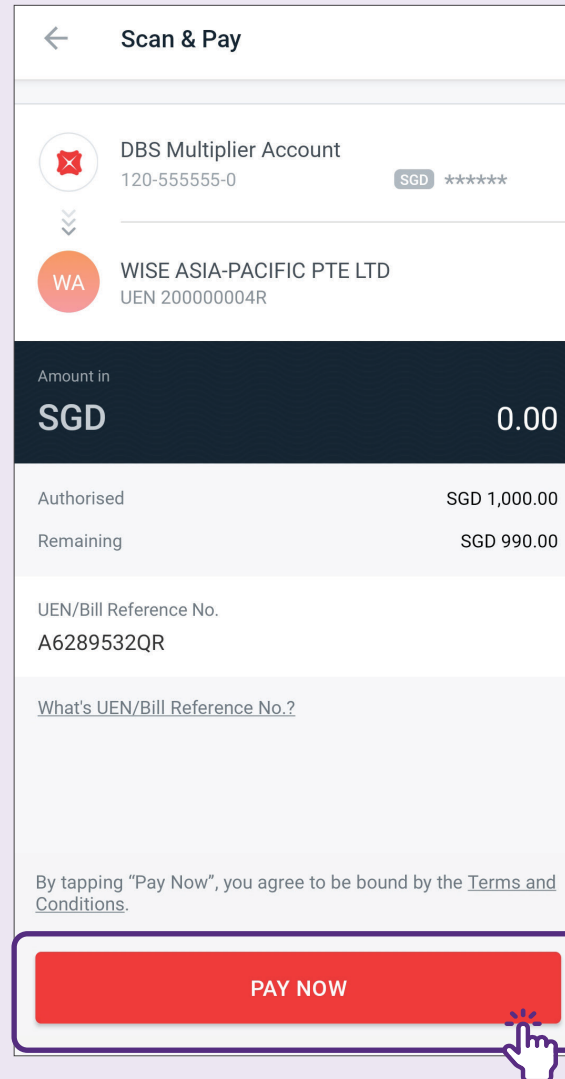 Scan & Pay
DBS Multiplier Account
120-555555-0 SGD ******
WA
WISE ASIA-PACIFIC PTE LTD
UEN 200000004R
Amount in
SGD 0.00
Authorised SGD 1,000.00
Remaining SGD 990.00
UEN/Bill Reference No.
A6289532QR
What's UEN/Bill Reference No.?
By tapping “Pay Now”, you agree to be bound by the Terms and
Conditions.
PAY NOW